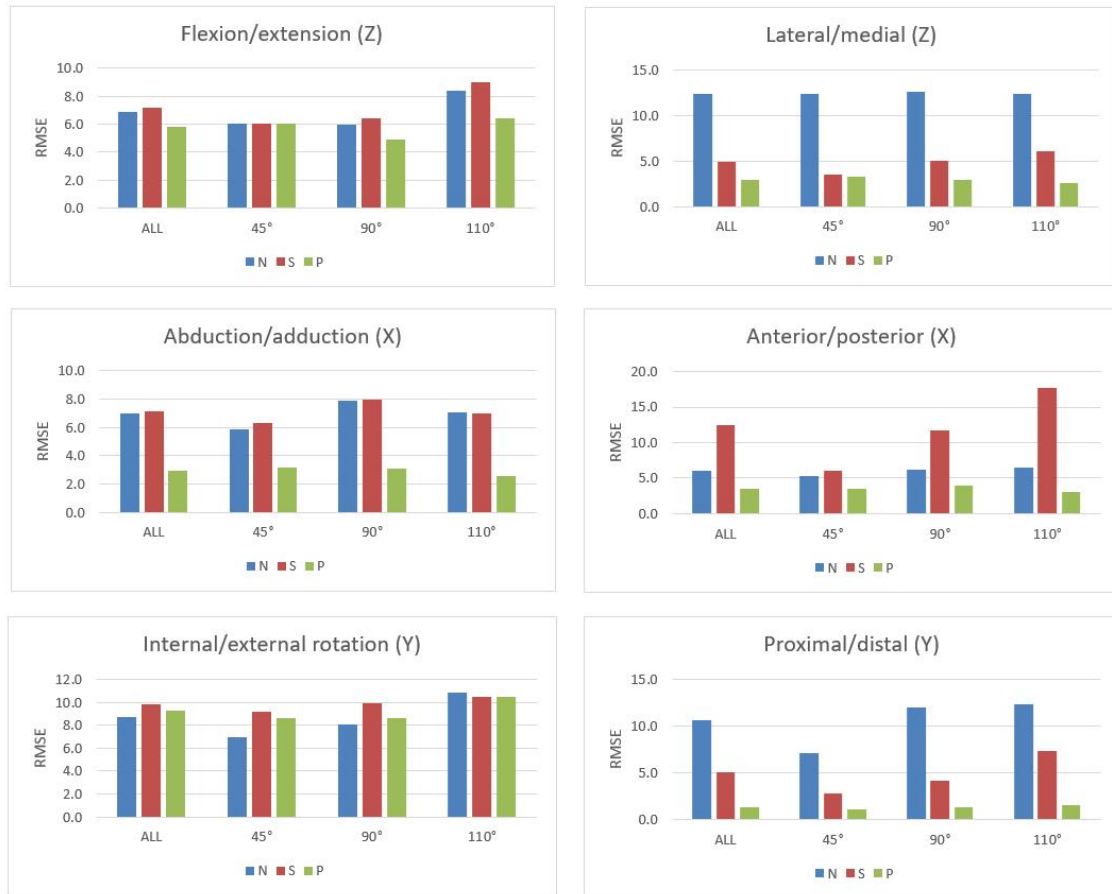 Flexion/extension (Z)
10.0
8.0
6.0
4.0
2.0
0.0
RMSE
ALL 45° 90° 110°
N S P
Lateral/medial (Z)
15.0
10.0
5.0
0.0
RMSE
ALL 45° 90° 110°
N S P
Abduction/adduction (X)
10.0
8.0
6.0
4.0
2.0
0.0
RMSE
ALL 45° 90° 110°
N S P
Anterior/posterior (X)
20.0
15.0
10.0
5.0
0.0
RMSE
ALL 45° 90° 110°
N S P
Internal/external rotation (Y)
12.0
10.0
8.0
6.0
4.0
2.0
0.0
RMSE
ALL 45° 90° 110°
N S P
Proximal/distal (Y)
15.0
10.0
5.0
0.0
RMSE
ALL 45° 90° 110°
N S P